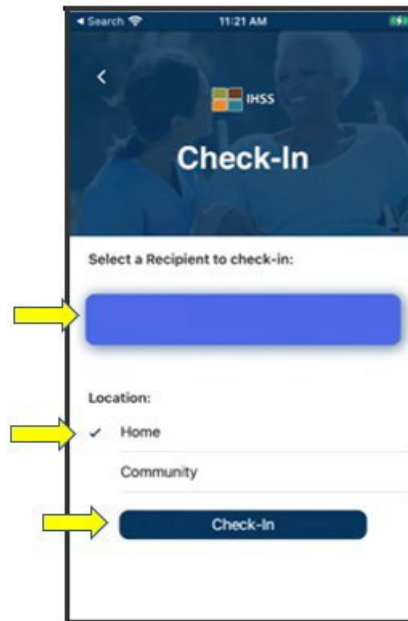 ◀ Search 11:21 AM
IHSS
Check-In
Select a Recipient to check-in:
Location:
✓ Home
Community
Check-In